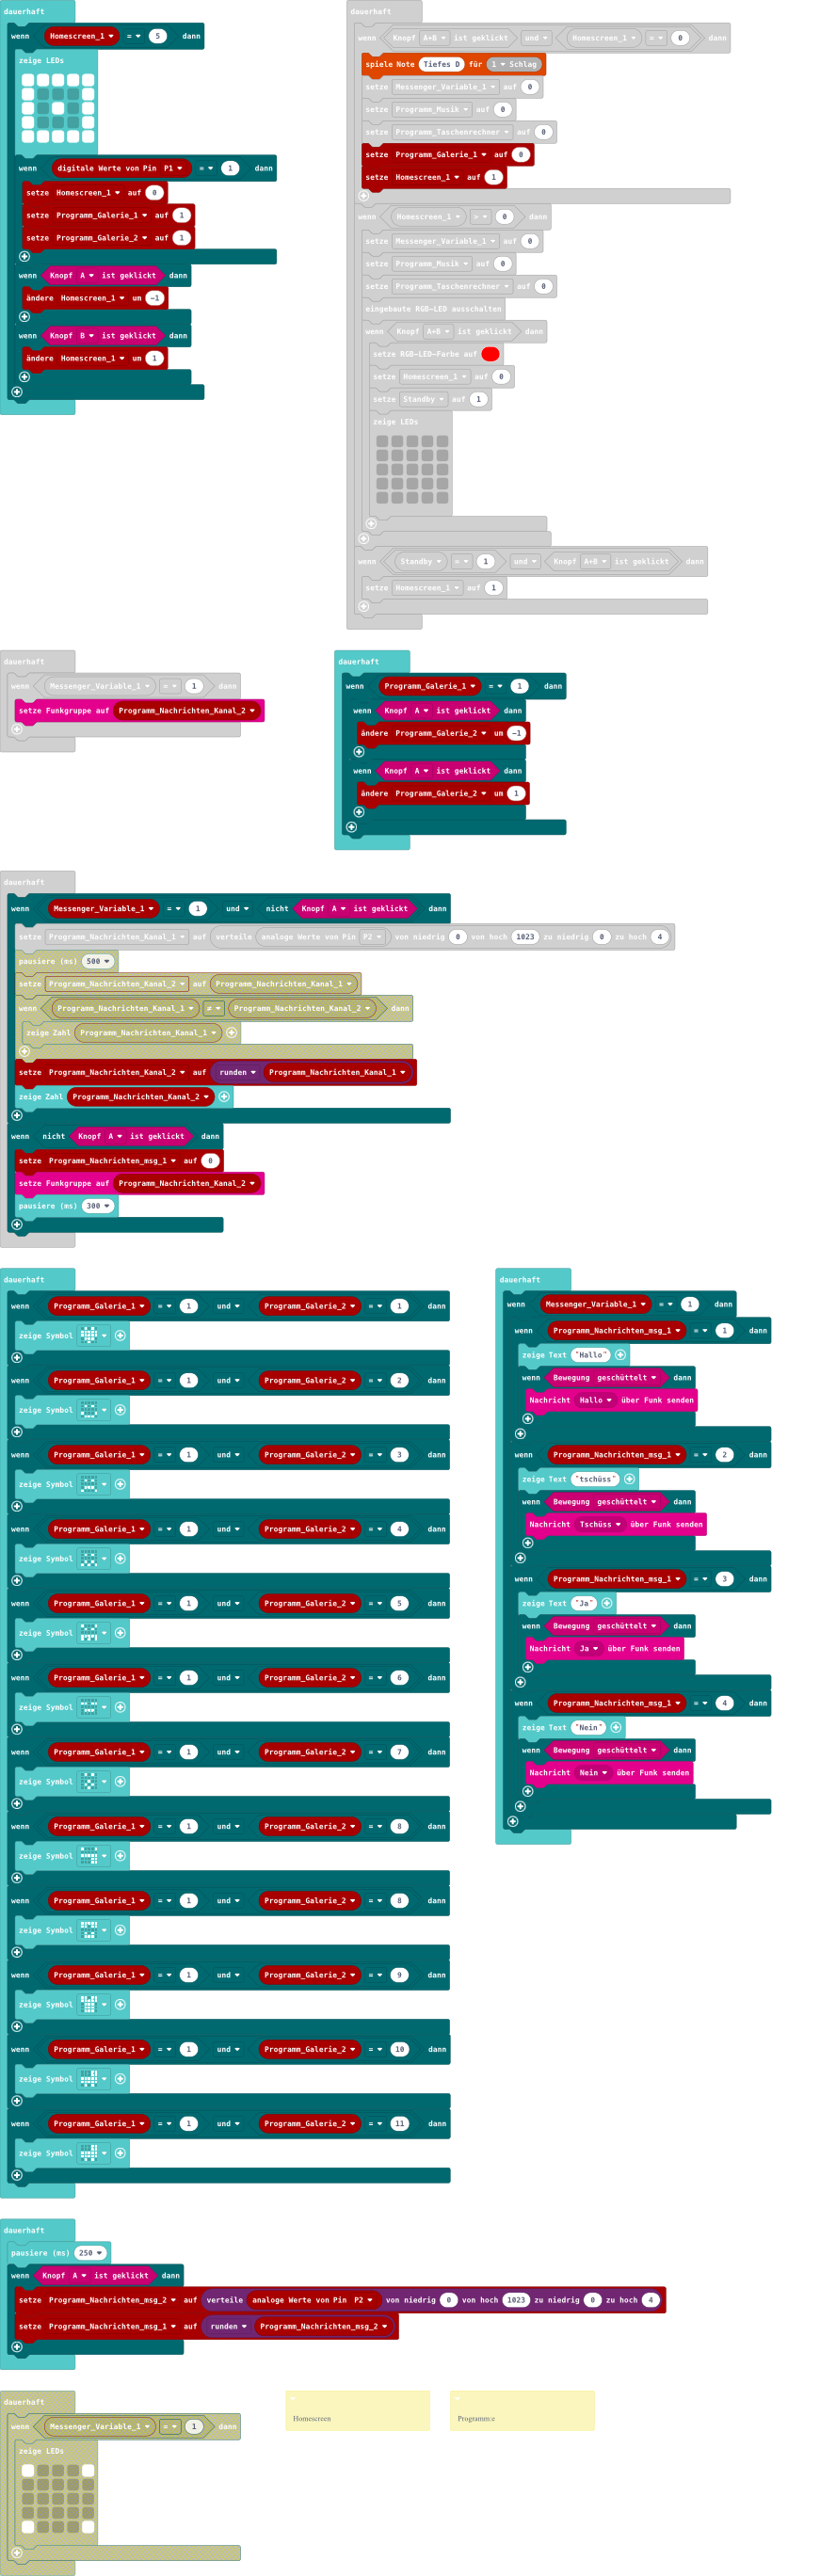 dauerhaft
wenn Homescreen_1 = 5 dann
zeige LEDs
wenn digitale Werte von Pin P1 = 1 dann
setze Homescreen_1 auf 0
setze Programm_Galerie_1 auf 1
setze Programm_Galerie_2 auf 1
wenn Knopf A ist geklickt dann
ändere Homescreen_1 um -1
wenn Knopf B ist geklickt dann
ändere Homescreen_1 um 1
dauerhaft
wenn Knopf A+B ist geklickt und Homescreen_1 = 0 dann
spiele Note Tiefes D für 1 Schlag
setze Messenger_Variable_1 auf 0
setze Programm_Musik auf 0
setze Programm_Taschenrechner auf 0
setze Programm_Galerie_1 auf 0
setze Homescreen_1 auf 1
wenn Homescreen_1 > 0 dann
setze Messenger_Variable_1 auf 0
setze Programm_Musik auf 0
setze Programm_Taschenrechner auf 0
eingebaute RGB-LED ausschalten
wenn Knopf A+B ist geklickt dann
setze RGB-LED-Farbe auf
setze Homescreen_1 auf 0
setze Standby auf 1
zeige LEDs
wenn Standby = 1 und Knopf A+B ist geklickt dann
setze Homescreen_1 auf 1
dauerhaft
wenn Messenger_Variable_1 = 1 dann
setze Funkgruppe auf Programm_Nachrichten_Kanal_2
dauerhaft
wenn Programm_Galerie_1 = 1 dann
wenn Knopf A ist geklickt dann
ändere Programm_Galerie_2 um -1
wenn Knopf A ist geklickt dann
ändere Programm_Galerie_2 um 1
dauerhaft
wenn Messenger_Variable_1 = 1 und nicht Knopf A ist geklickt dann
setze Programm_Nachrichten_Kanal_1 auf verteile analoge Werte von Pin P2 von niedrig 0 von hoch 1023 zu niedrig 0 zu hoch 4
pausiere (ms) 500
setze Programm_Nachrichten_Kanal_2 auf Programm_Nachrichten_Kanal_1
wenn Programm_Nachrichten_Kanal_1 ≠ Programm_Nachrichten_Kanal_2 dann
zeige Zahl Programm_Nachrichten_Kanal_1
setze Programm_Nachrichten_Kanal_2 auf runden Programm_Nachrichten_Kanal_1
zeige Zahl Programm_Nachrichten_Kanal_2
wenn nicht Knopf A ist geklickt dann
setze Programm_Nachrichten_msg_1 auf 0
setze Funkgruppe auf Programm_Nachrichten_Kanal_2
pausiere (ms) 300
dauerhaft
wenn Programm_Galerie_1 = 1 und Programm_Galerie_2 = 1 dann
zeige Symbol
wenn Programm_Galerie_1 = 1 und Programm_Galerie_2 = 2 dann
zeige Symbol
wenn Programm_Galerie_1 = 1 und Programm_Galerie_2 = 3 dann
zeige Symbol
wenn Programm_Galerie_1 = 1 und Programm_Galerie_2 = 4 dann
zeige Symbol
wenn Programm_Galerie_1 = 1 und Programm_Galerie_2 = 5 dann
zeige Symbol
wenn Programm_Galerie_1 = 1 und Programm_Galerie_2 = 6 dann
zeige Symbol
wenn Programm_Galerie_1 = 1 und Programm_Galerie_2 = 7 dann
zeige Symbol
wenn Programm_Galerie_1 = 1 und Programm_Galerie_2 = 8 dann
zeige Symbol
wenn Programm_Galerie_1 = 1 und Programm_Galerie_2 = 8 dann
zeige Symbol
wenn Programm_Galerie_1 = 1 und Programm_Galerie_2 = 9 dann
zeige Symbol
wenn Programm_Galerie_1 = 1 und Programm_Galerie_2 = 10 dann
zeige Symbol
wenn Programm_Galerie_1 = 1 und Programm_Galerie_2 = 11 dann
zeige Symbol
dauerhaft
wenn Messenger_Variable_1 = 1 dann
wenn Programm_Nachrichten_msg_1 = 1 dann
zeige Text "Hallo"
wenn Bewegung geschüttelt dann
Nachricht Hallo über Funk senden
wenn Programm_Nachrichten_msg_1 = 2 dann
zeige Text "tschüss"
wenn Bewegung geschüttelt dann
Nachricht Tschüss über Funk senden
wenn Programm_Nachrichten_msg_1 = 3 dann
zeige Text "Ja"
wenn Bewegung geschüttelt dann
Nachricht Ja über Funk senden
wenn Programm_Nachrichten_msg_1 = 4 dann
zeige Text "Nein"
wenn Bewegung geschüttelt dann
Nachricht Nein über Funk senden
dauerhaft
pausiere (ms) 250
wenn Knopf A ist geklickt dann
setze Programm_Nachrichten_msg_2 auf verteile analoge Werte von Pin P2 von niedrig 0 von hoch 1023 zu niedrig 0 zu hoch 4
setze Programm_Nachrichten_msg_1 auf runden Programm_Nachrichten_msg_2
dauerhaft
wenn Messenger_Variable_1 = 1 dann
zeige LEDs
Homescreen
Programm:e